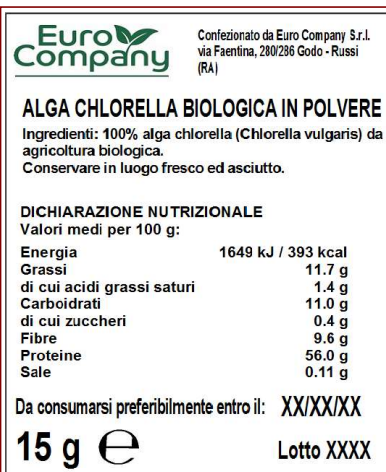 Euro
Company
Confezionato da Euro Company S.r.l.
via Faentina, 280/286 Godo - Russi
(RA)
ALGA CHLORELLA BIOLOGICA IN POLVERE
Ingredienti: 100% alga chlorella (Chlorella vulgaris) da
agricoltura biologica.
Conservare in luogo fresco ed asciutto.
DICHIARAZIONE NUTRIZIONALE
Valori medi per 100 g:
Energia 1649 kJ / 393 kcal
Grassi 11.7 g
di cui acidi grassi saturi 1.4 g
Carboidrati 11.0 g
di cui zuccheri 0.4 g
Fibre 9.6 g
Proteine 56.0 g
Sale 0.11 g
Da consumarsi preferibilmente entro il: XX/XX/XX
15 g ℮ Lotto XXXX